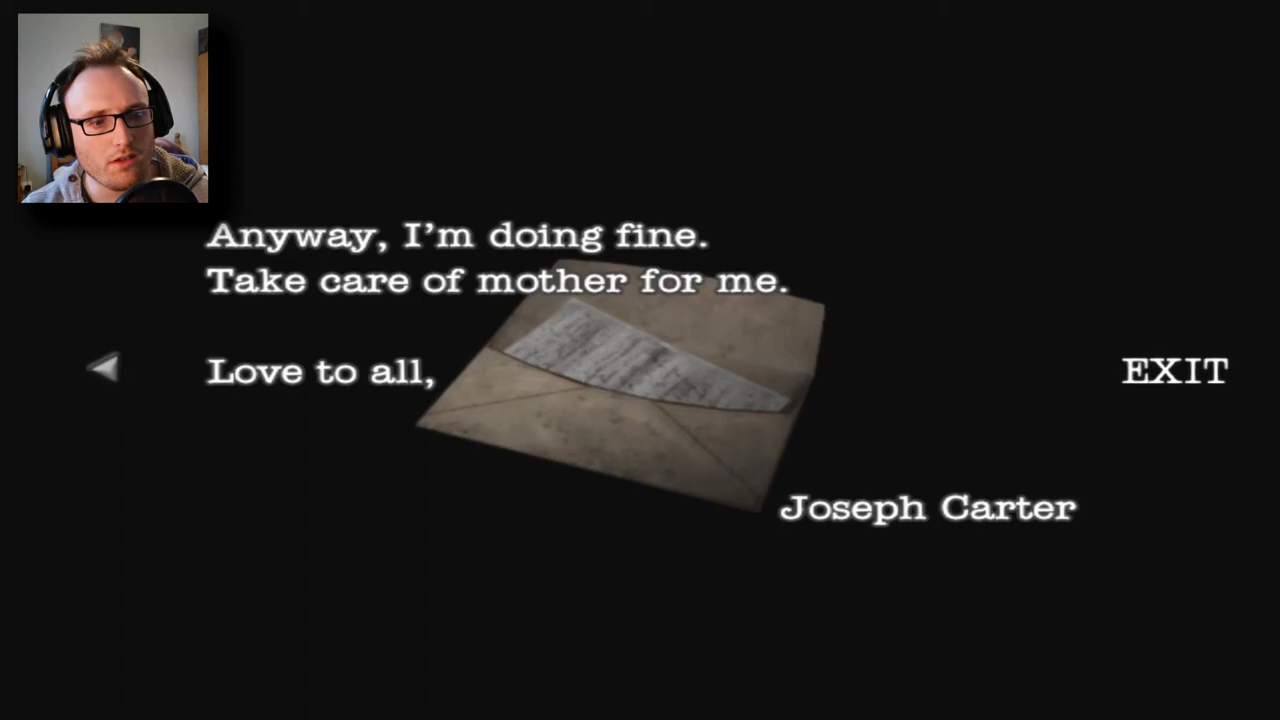 Anyway, I'm doing fine.
Take care of mother for me.
Love to all,
EXIT
Joseph Carter